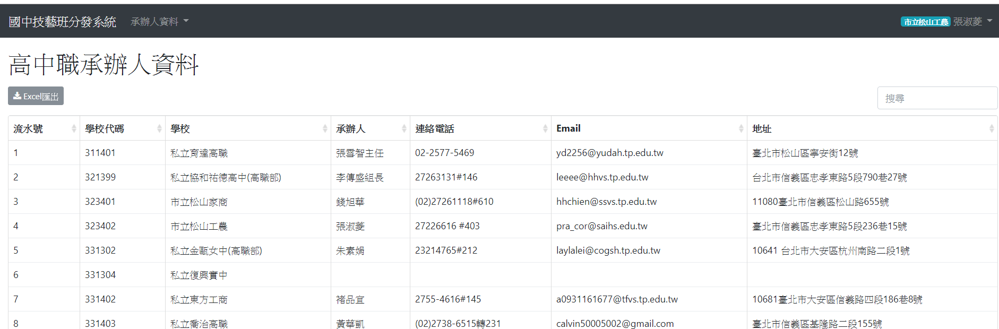 國中技藝班分發系統 承辦人資料 市立松山工農 張淑菱
高中職承辦人資料
Excel匯出 搜尋
流水號 學校代碼 學校 承辦人 連絡電話 Email 地址
1 311401 私立育達高職 張雪智主任 02-2577-5469 yd2256@yudah.tp.edu.tw 臺北市松山區寧安街12號
2 321399 私立協和祐德高中(高職部) 李傳盛組長 27263131#146 leeee@hhvs.tp.edu.tw 台北市信義區忠孝東路5段790巷27號
3 323401 市立松山家商 錢旭華 (02)27261118#610 hhchien@ssvs.tp.edu.tw 11080臺北市信義區松山路655號
4 323402 市立松山工農 張淑菱 27226616 #403 pra_cor@saihs.edu.tw 臺北市信義區忠孝東路5段236巷15號
5 331302 私立金甌女中(高職部) 朱素娟 23214765#212 laylalei@cogsh.tp.edu.tw 10641 台北市大安區杭州南路二段1號
6 331304 私立復興實中
7 331402 私立東方工商 褚品宜 2755-4616#145 a0931161677@tfvs.tp.edu.tw 10681臺北市大安區信義路四段186巷8號
8 331403 私立喬治高職 黃華凱 (02)2738-6515轉231 calvin50005002@gmail.com 臺北市信義區基隆路二段155號